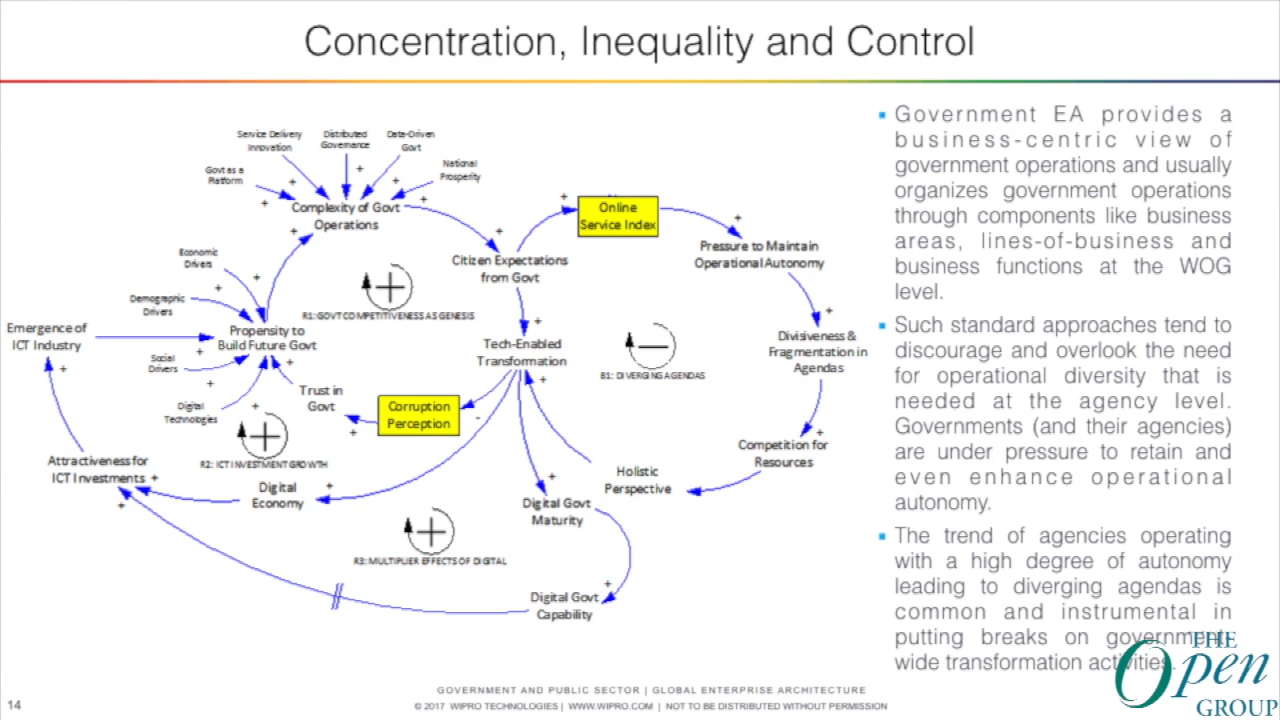 Concentration, Inequality and Control
Service Delivery
Innovation
Distributed
Governance
Data-Driven
Govt
Govt as a
Platform
National
Prosperity
+
+
+
+
+
+
Complexity of Govt
Operations
+
+
Citizen Expectations
from Govt
+
Online
Service Index
+
Pressure to Maintain
Operational Autonomy
Economic
Drivers
+
+
Demographic
Drivers
R1: GOVT COMPETITIVENESS AS GENESIS
+
+
Emergence of
ICT Industry
Propensity to
Build Future Govt
Tech-Enabled
Transformation
Divisiveness &
Fragmentation in
Agendas
Social
Drivers
+
+
+
B1: DIVERGING AGENDAS
+
Trust in
Govt
Corruption
Perception
-
+
Digital
Technologies
+
+
+
Competition for
Resources
R2: ICT INVESTMENT GROWTH
Attractiveness for
ICT Investments +
+
Holistic
Perspective
+
Digital
Economy
Digital Govt
Maturity
+
R3: MULTIPLIER EFFECTS OF DIGITAL
+
Digital Govt
Capability
Government EA provides a
business-centric view of
government operations and usually
organizes government operations
through components like business
areas, lines-of-business and
business functions at the WOG
level.
Such standard approaches tend to
discourage and overlook the need
for operational diversity that is
needed at the agency level.
Governments (and their agencies)
are under pressure to retain and
even enhance operational
autonomy.
The trend of agencies operating
with a high degree of autonomy
leading to diverging agendas is
common and instrumental in
putting breaks on government
wide transformation activities.
THE
Open
GROUP
GOVERNMENT AND PUBLIC SECTOR | GLOBAL ENTERPRISE ARCHITECTURE
14
© 2017 WIPRO TECHNOLOGIES | WWW.WIPRO.COM | NOT TO BE DISTRIBUTED WITHOUT PERMISSION